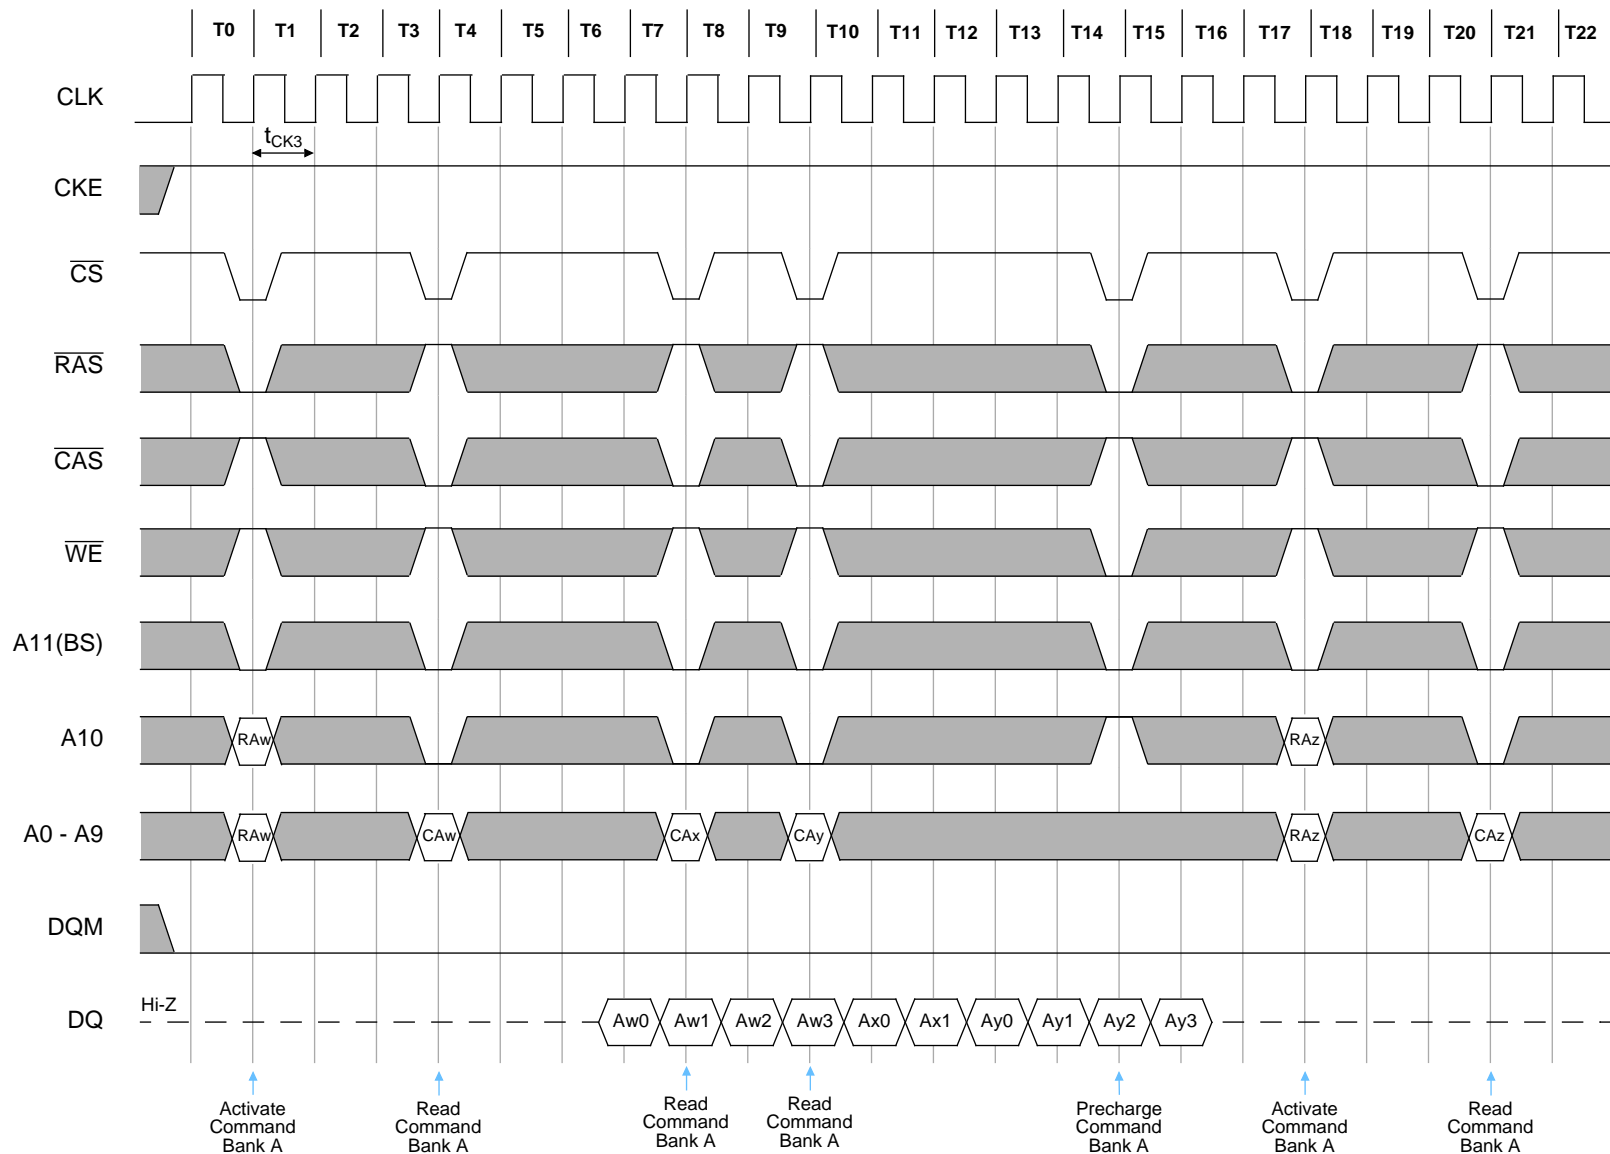 T0 T1 T2 T3 T4 T5 T6 T7 T8 T9 T10 T11 T12 T13 T14 T15 T16 T17 T18 T19 T20 T21 T22
CLK
tCK3
CKE
CS
RAS
CAS
WE
A11(BS)
A10 RAw RAz
A0 - A9 RAw CAw CAx CAy RAz CAz
DQM
Hi-Z
DQ Aw0 Aw1 Aw2 Aw3 Ax0 Ax1 Ay0 Ay1 Ay2 Ay3
Activate
Command
Bank A
Read
Command
Bank A
Read
Command
Bank A
Read
Command
Bank A
Precharge
Command
Bank A
Activate
Command
Bank A
Read
Command
Bank A